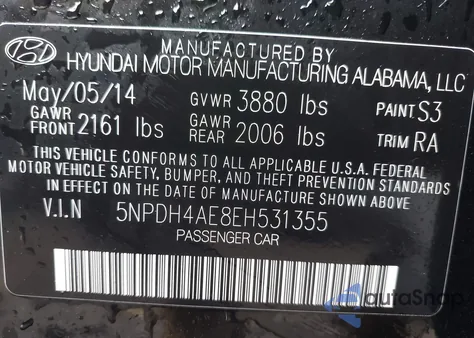 MANUFACTURED BY
HYUNDAI MOTOR MANUFACTURING ALABAMA, LLC
May/05/14 GVWR 3880 lbs PAINT S3
GAWR FRONT 2161 lbs GAWR REAR 2006 lbs TRIM RA
THIS VEHICLE CONFORMS TO ALL APPLICABLE U.S.A. FEDERAL
MOTOR VEHICLE SAFETY, BUMPER, AND THEFT PREVENTION
STANDARDS IN EFFECT ON THE DATE OF MANUFACTURE SHOWN ABOVE.
V.I.N 5NPDH4AE8EH531355
PASSENGER CAR
autoSnap